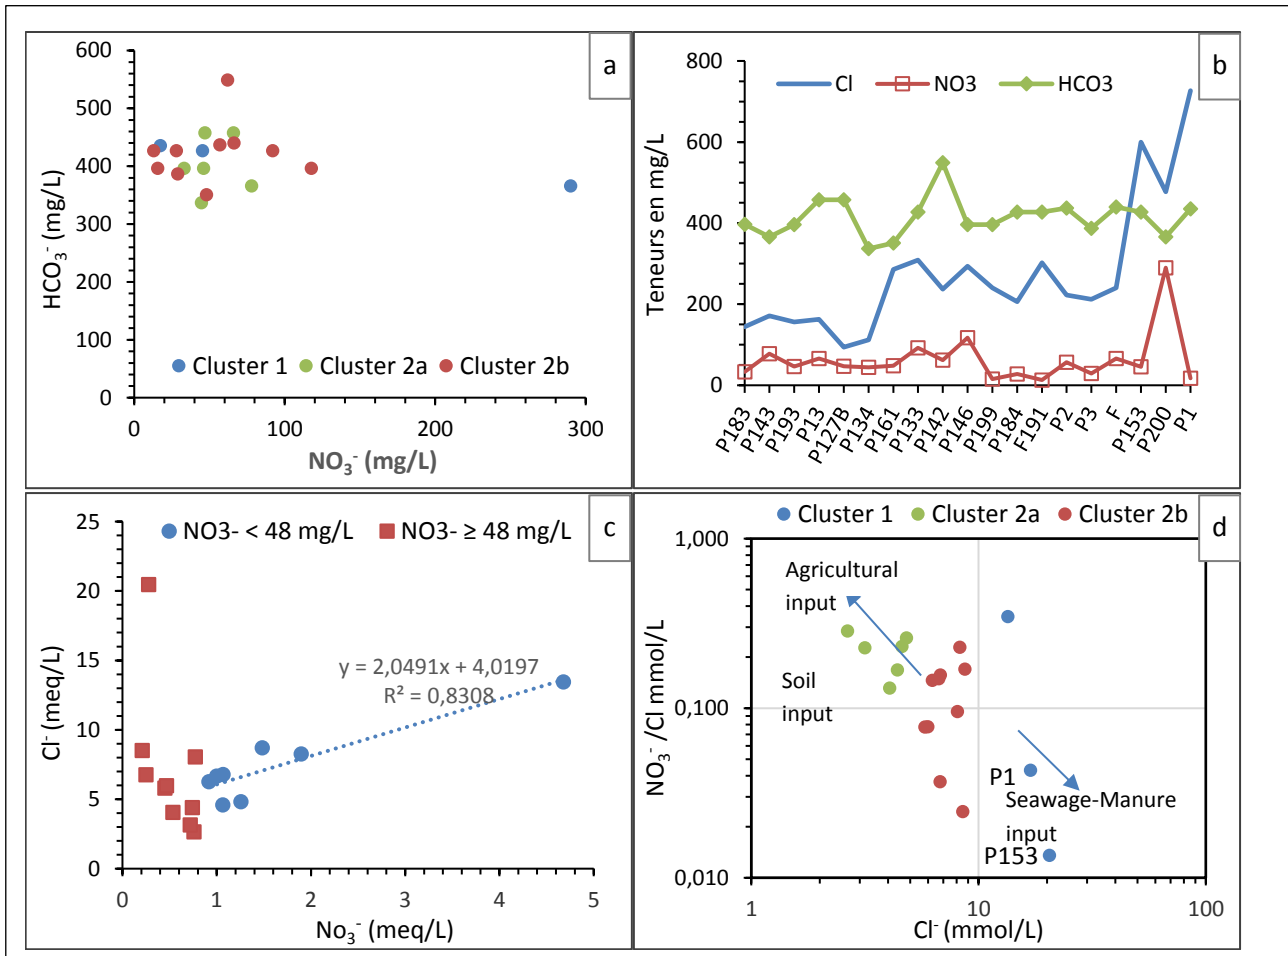 a
600
500
400
300
200
100
0
HCO₃⁻ (mg/L)
Cluster 1
Cluster 2a
Cluster 2b
0
100
200
300
NO₃⁻ (mg/L)
b
800
600
400
200
0
Teneurs en mg/L
Cl
NO3
HCO3
P183
P143
P193
P13
P127B
P134
P161
P133
P142
P146
P199
P184
F191
P2
P3
F
P153
P200
P1
c
25
20
15
10
5
0
Cl⁻ (meq/L)
NO3- < 48 mg/L
NO3- ≥ 48 mg/L
y = 2,0491x + 4,0197
R² = 0,8308
0
1
2
3
4
5
No₃⁻ (meq/L)
d
Cluster 1
Cluster 2a
Cluster 2b
1,000
0,100
0,010
NO₃⁻ /Cl mmol/L
Agricultural
input
Soil
input
P1
Seawage-Manure
input
P153
1
10
100
Cl⁻ (mmol/L)